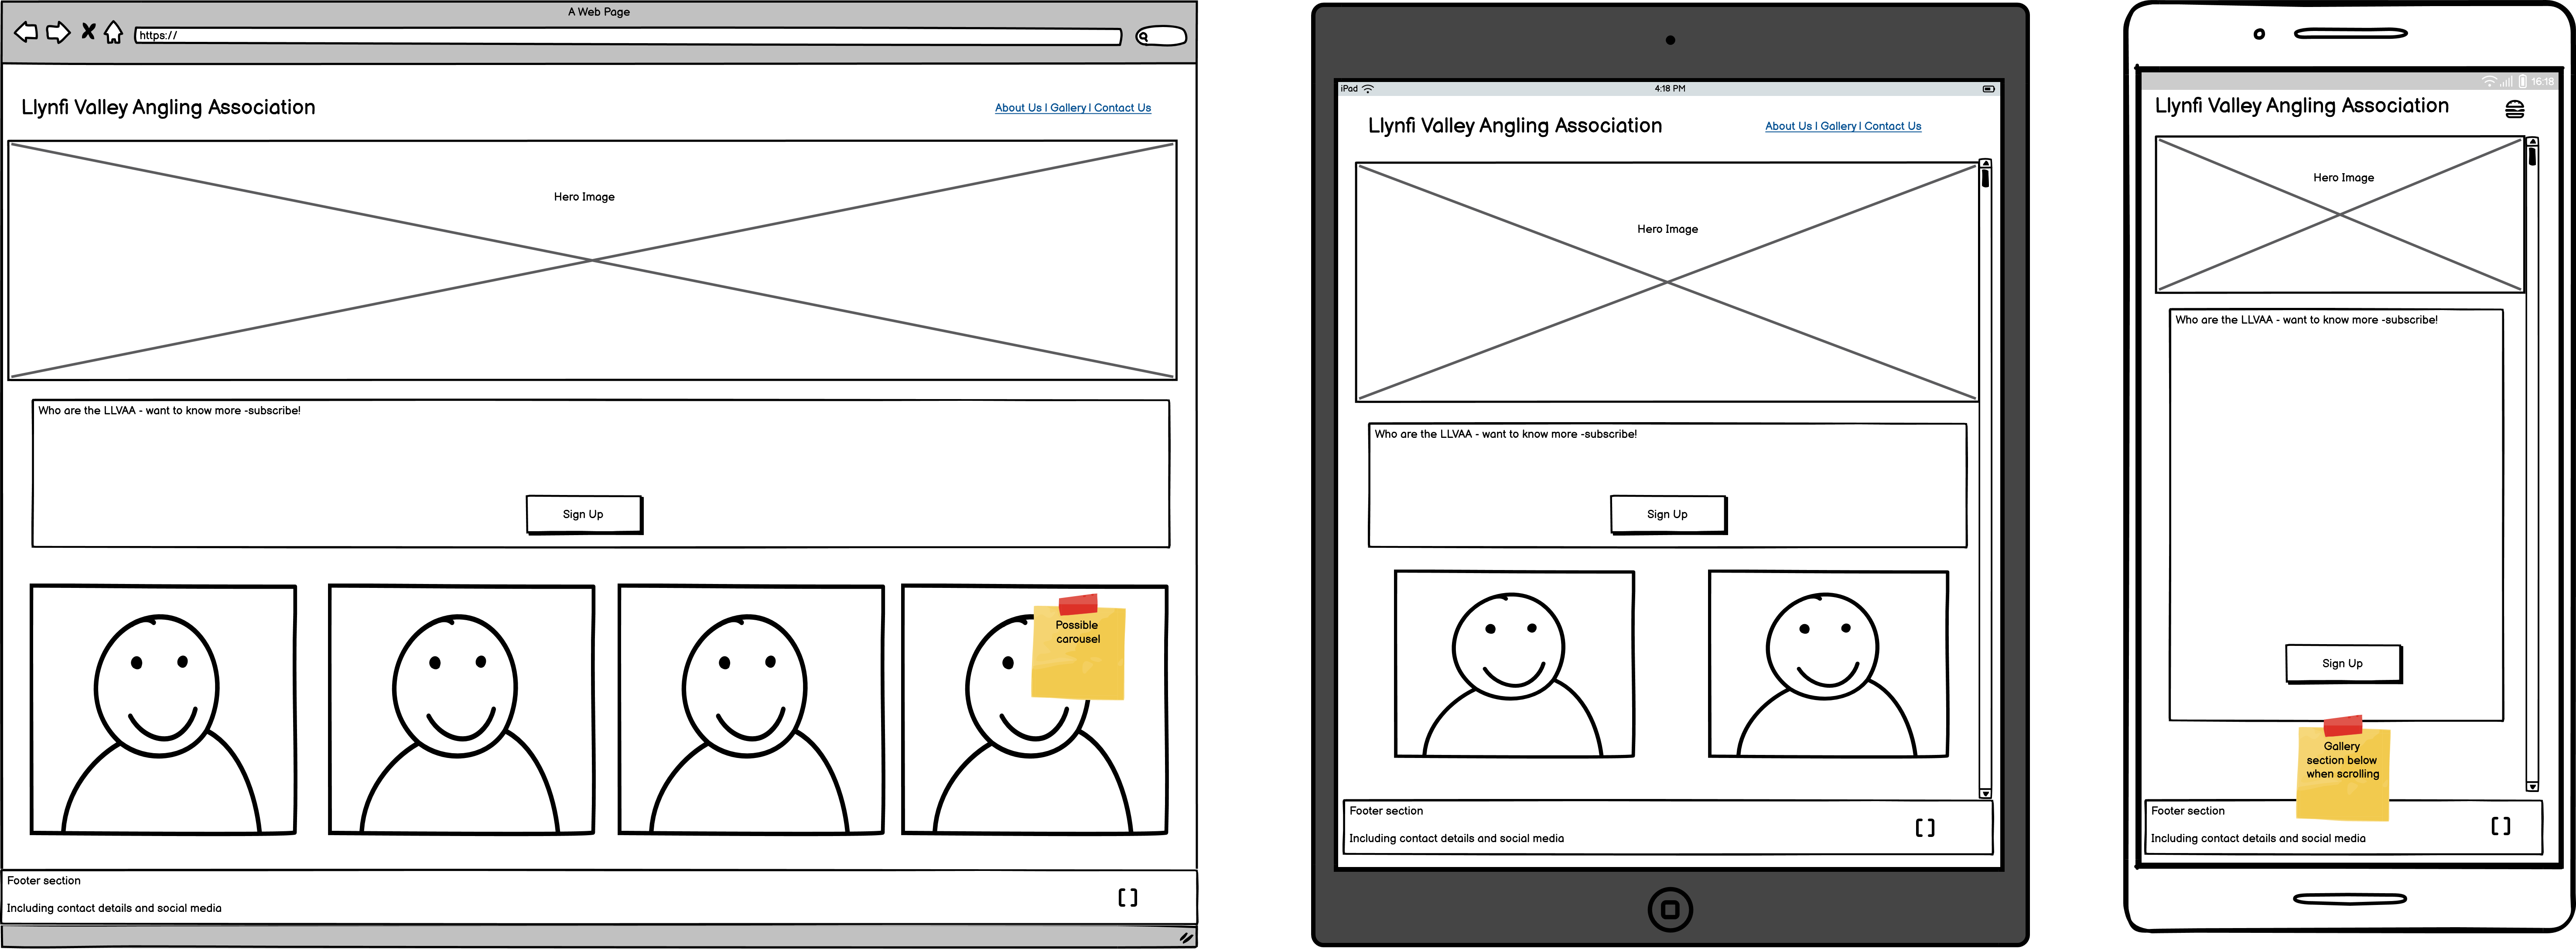 A Web Page
https://
Llynfi Valley Angling Association
About Us | Gallery | Contact Us
Hero Image
Who are the LLVAA - want to know more -subscribe!
Sign Up
Possible
carousel
Footer section
Including contact details and social media
[ ]
iPad
4:18 PM
Llynfi Valley Angling Association
About Us | Gallery | Contact Us
Hero Image
Who are the LLVAA - want to know more -subscribe!
Sign Up
Footer section
Including contact details and social media
[ ]
16:18
Llynfi Valley Angling Association
Hero Image
Who are the LLVAA - want to know more -subscribe!
Sign Up
Gallery
section below
when scrolling
Footer section
Including contact details and social media
[ ]